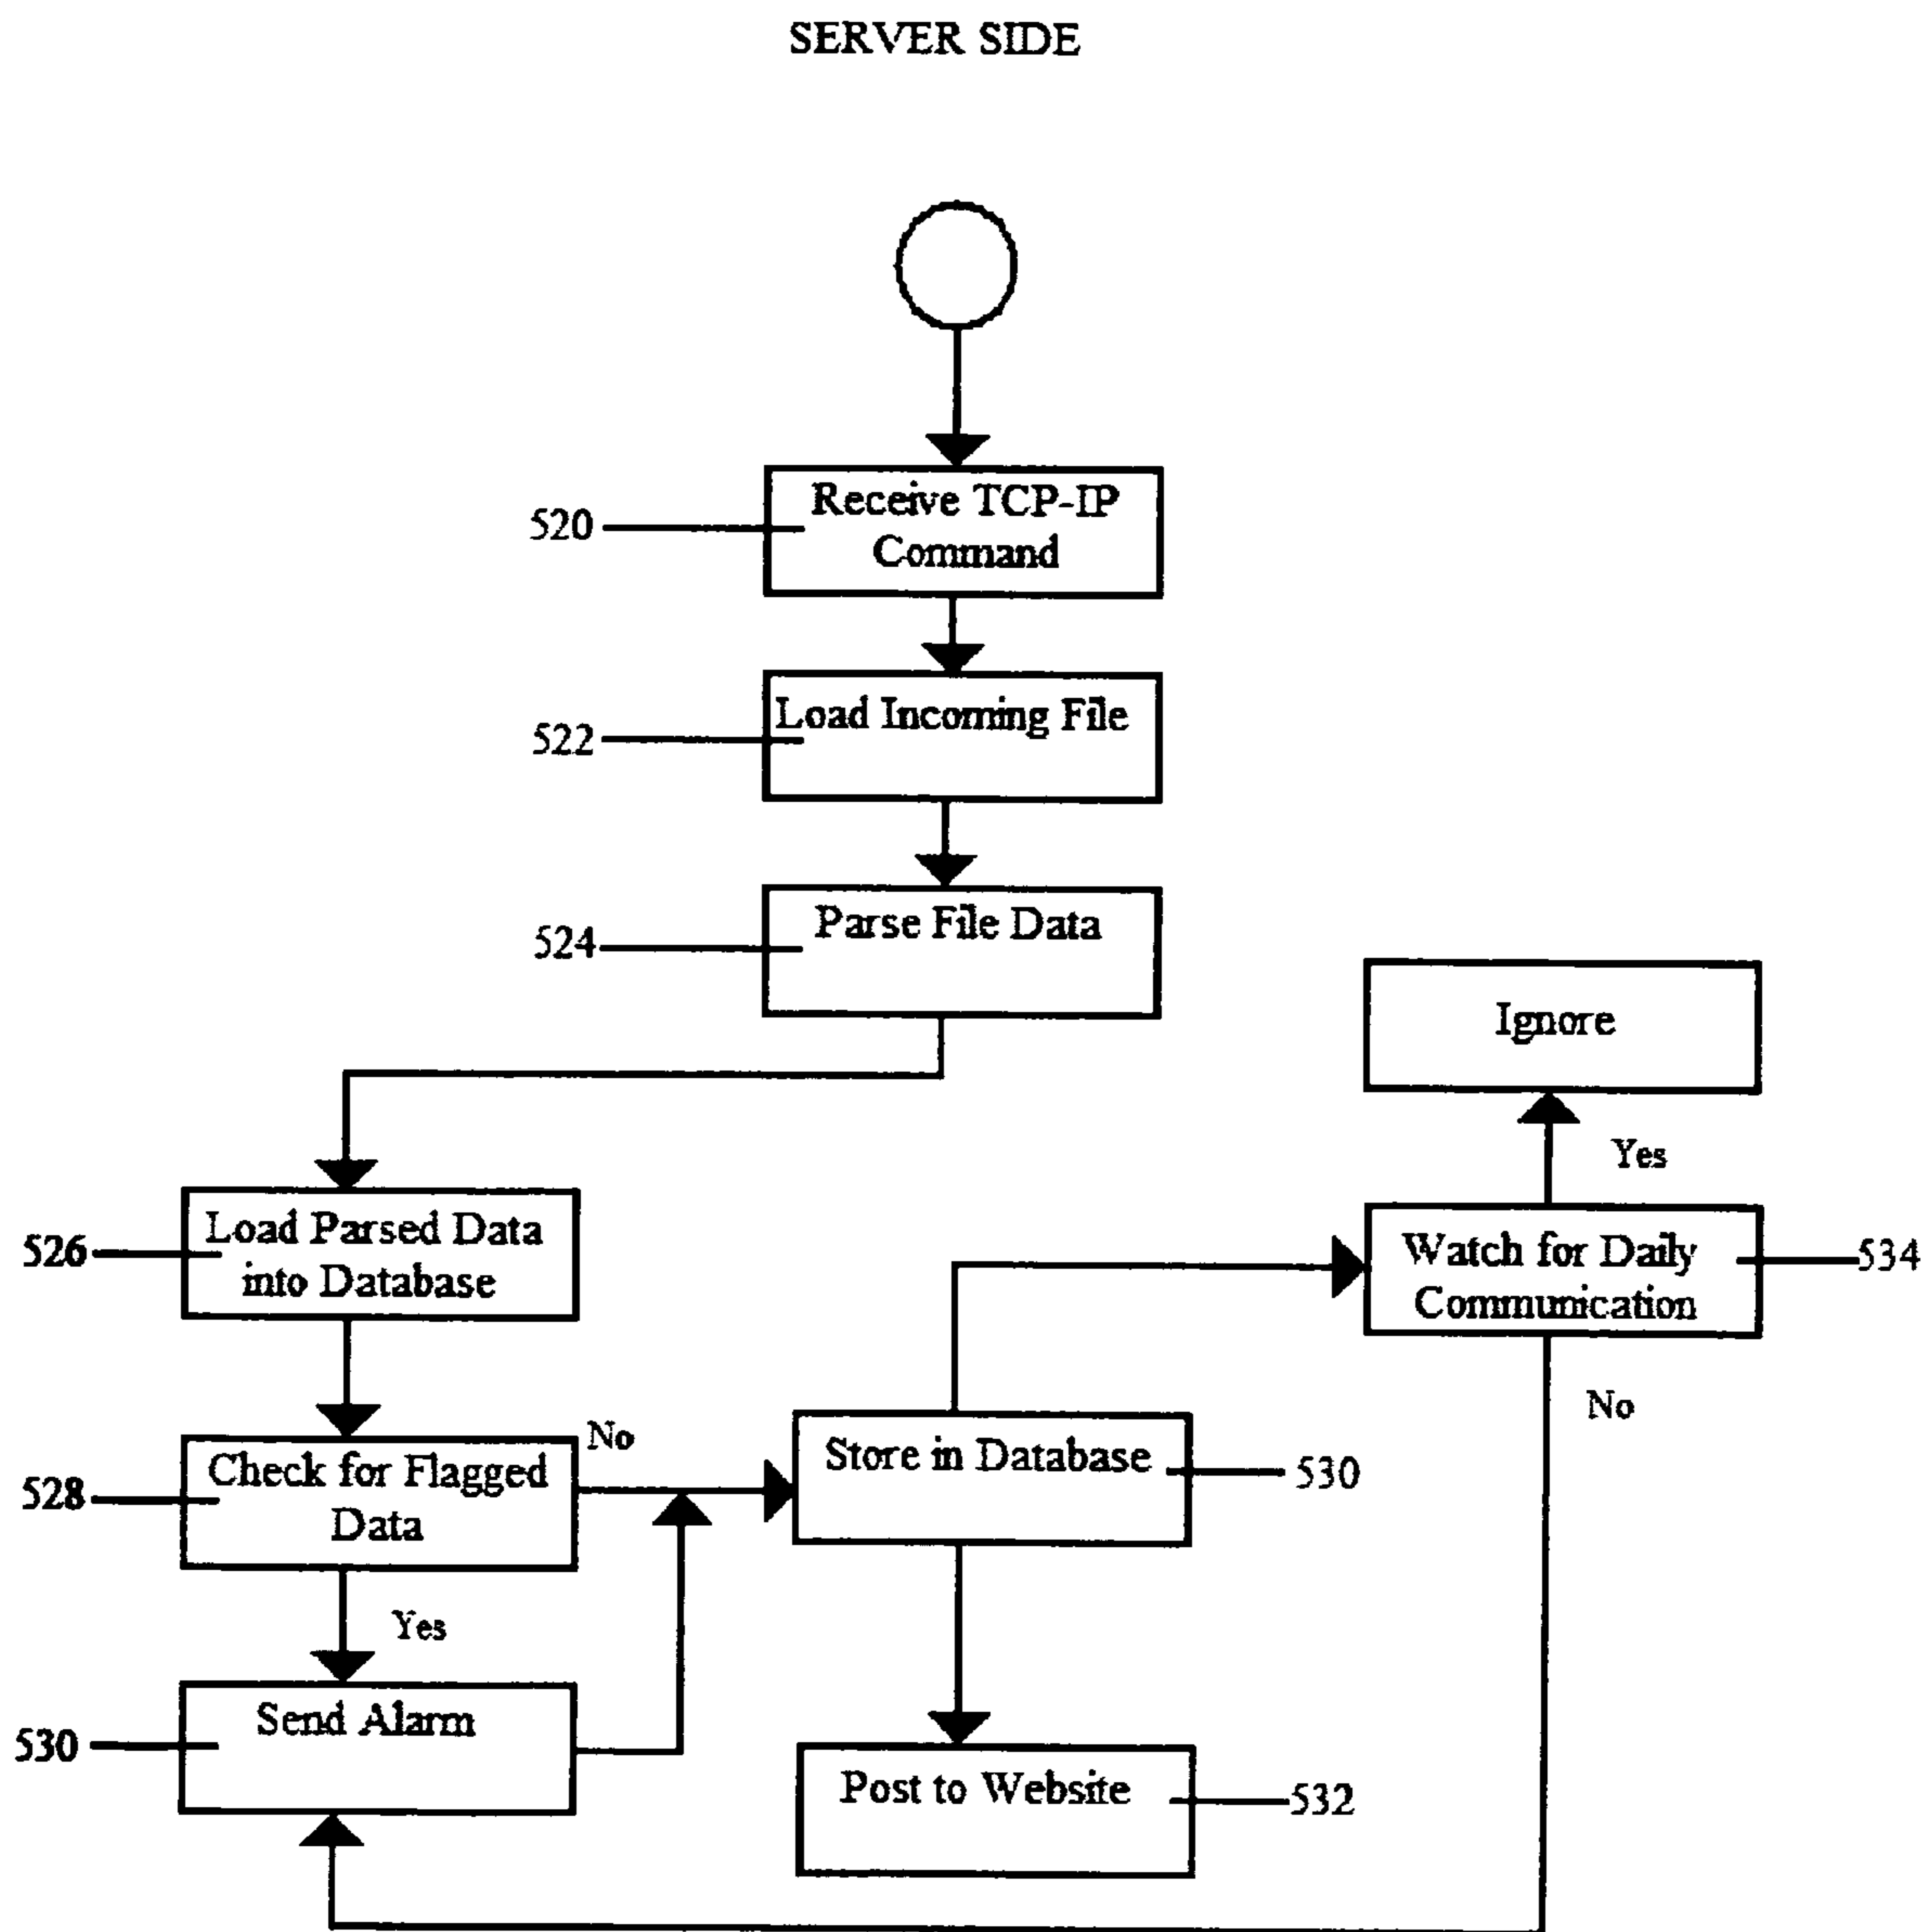 SERVER SIDE
Receive TCP-IP
Command
520
Load Incoming File
522
Parse File Data
524
Ignore
Yes
Load Parsed Data
into Database
526
Watch for Daily
Communication
534
No
No
Check for Flagged
Data
528
Store in Database
530
Yes
Send Alarm
530
Post to Website
532